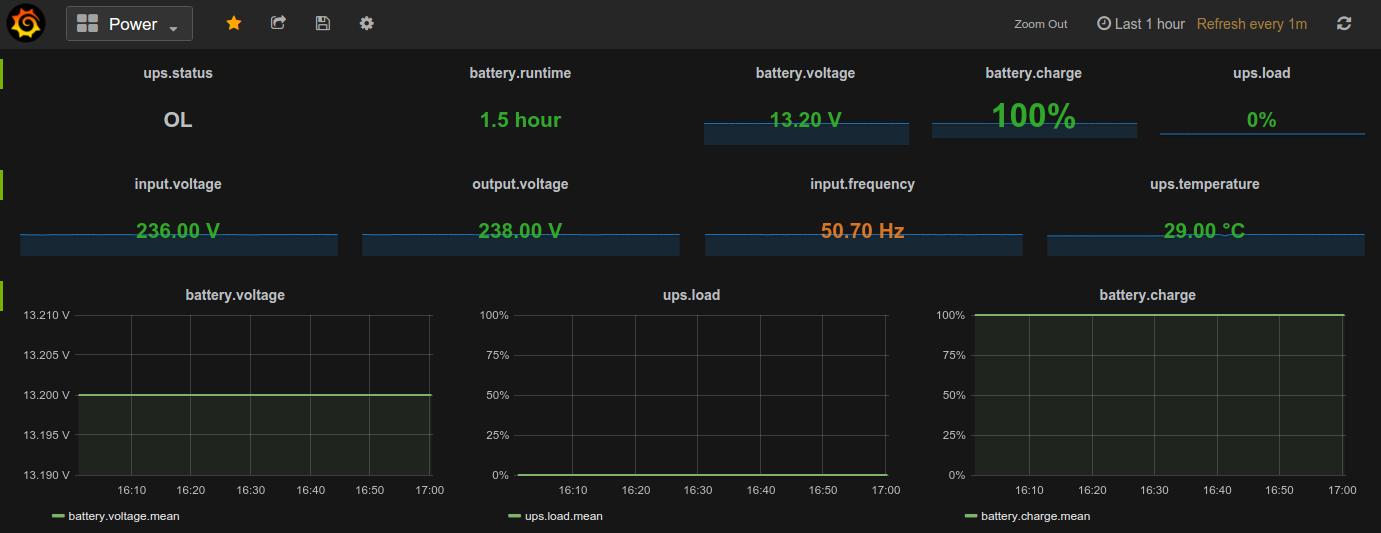 Power Zoom Out Last 1 hour Refresh every 1m
ups.status battery.runtime battery.voltage battery.charge ups.load
OL 1.5 hour 13.20 V 100% 0%
input.voltage output.voltage input.frequency ups.temperature
236.00 V 238.00 V 50.70 Hz 29.00 °C
battery.voltage
13.210 V
13.205 V
13.200 V
13.195 V
13.190 V
16:10 16:20 16:30 16:40 16:50 17:00
battery.voltage.mean
ups.load
100%
75%
50%
25%
0%
16:10 16:20 16:30 16:40 16:50 17:00
ups.load.mean
battery.charge
100%
75%
50%
25%
0%
16:10 16:20 16:30 16:40 16:50 17:00
battery.charge.mean